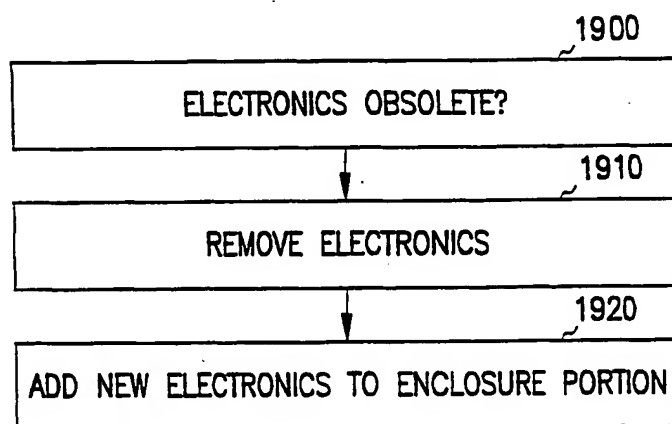 1900
ELECTRONICS OBSOLETE?
1910
REMOVE ELECTRONICS
1920
ADD NEW ELECTRONICS TO ENCLOSURE PORTION